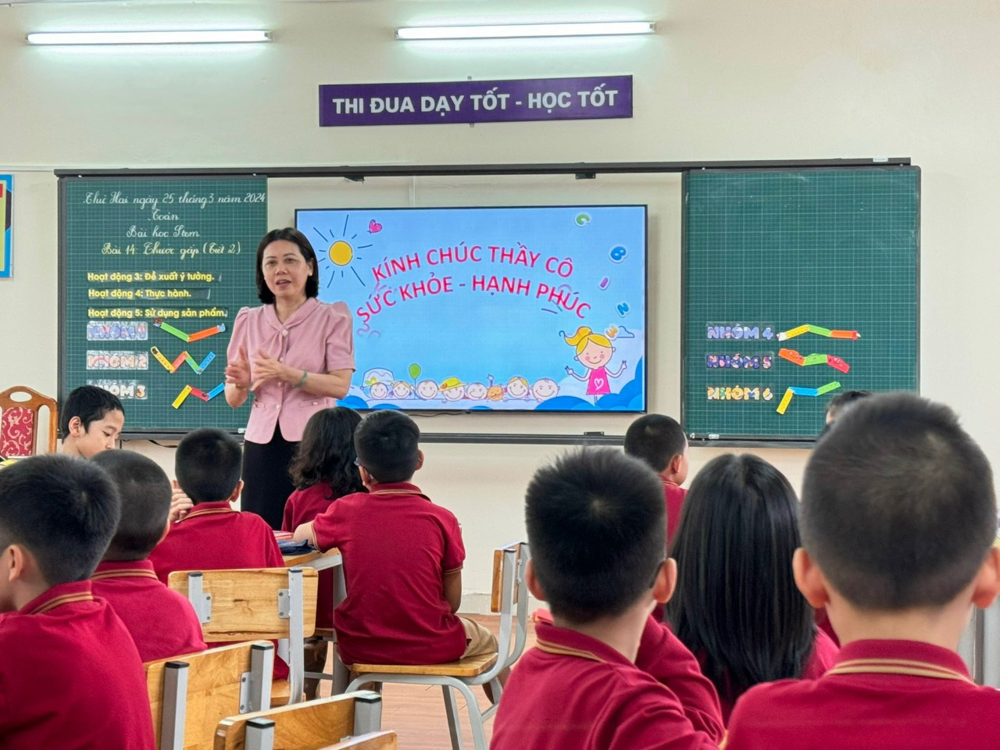 THI ĐUA DẠY TỐT - HỌC TỐT
Thứ Hai ngày 25 tháng 3 năm 2024
Toán
Bài học Stem
Bài 14: Thước gấp (Tiết 2)
Hoạt động 3: Đề xuất ý tưởng.
Hoạt động 4: Thực hành.
Hoạt động 5: Sử dụng sản phẩm.
NHÓM 1
NHÓM 2
NHÓM 3
KÍNH CHÚC THẦY CÔ
SỨC KHỎE - HẠNH PHÚC
NHÓM 4
NHÓM 5
NHÓM 6